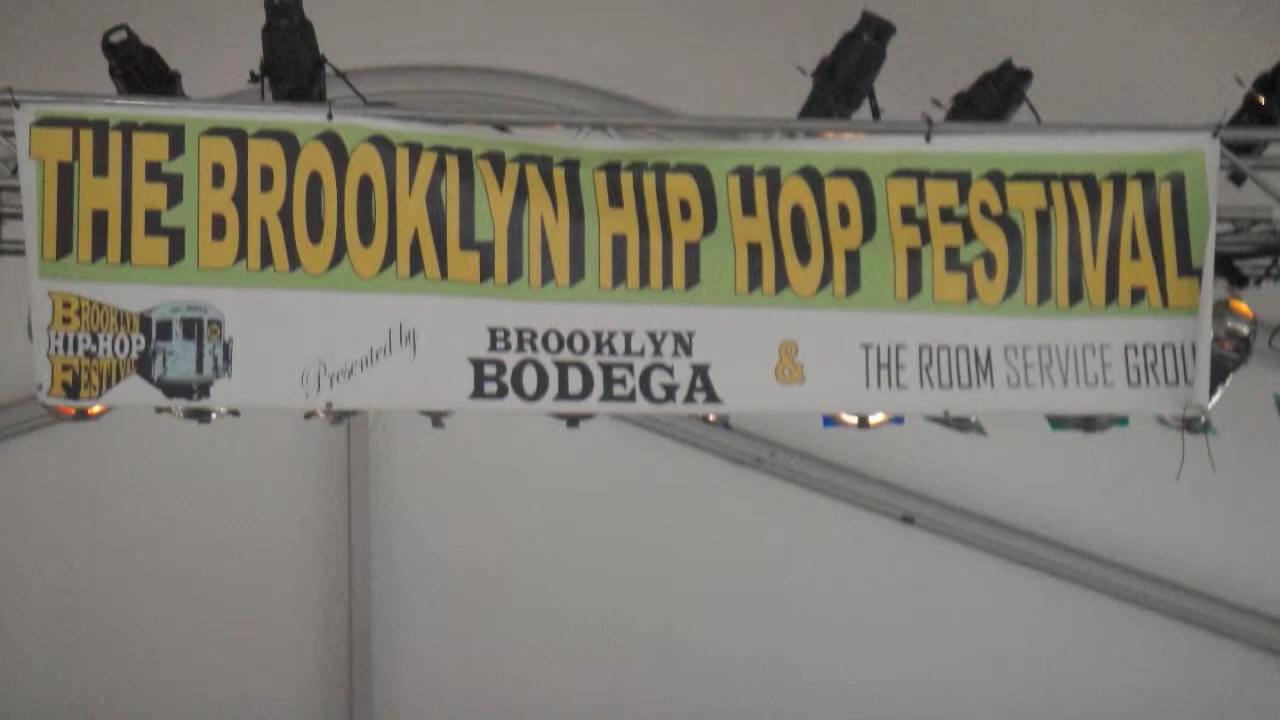 THE BROOKLYN HIP HOP FESTIVAL
BROOKLYN
HIP-HOP
FESTIVAL
Presented by
BROOKLYN
BODEGA
&
THE ROOM SERVICE GROU